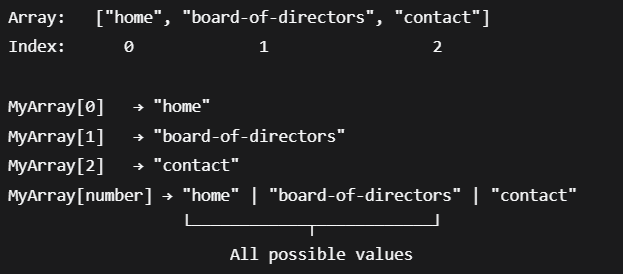 Array:   ["home", "board-of-directors", "contact"]
Index:      0             1                 2
MyArray[0]   → "home"
MyArray[1]   → "board-of-directors"
MyArray[2]   → "contact"
MyArray[number] → "home" | "board-of-directors" | "contact"
All possible values